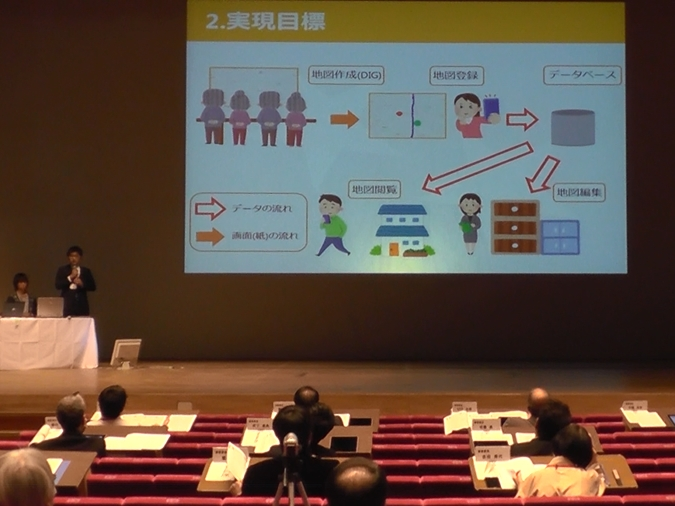 2.実現目標
地図作成(DIG)
地図登録
データベース
地図閲覧
地図編集
データの流れ
画面(紙)の流れ